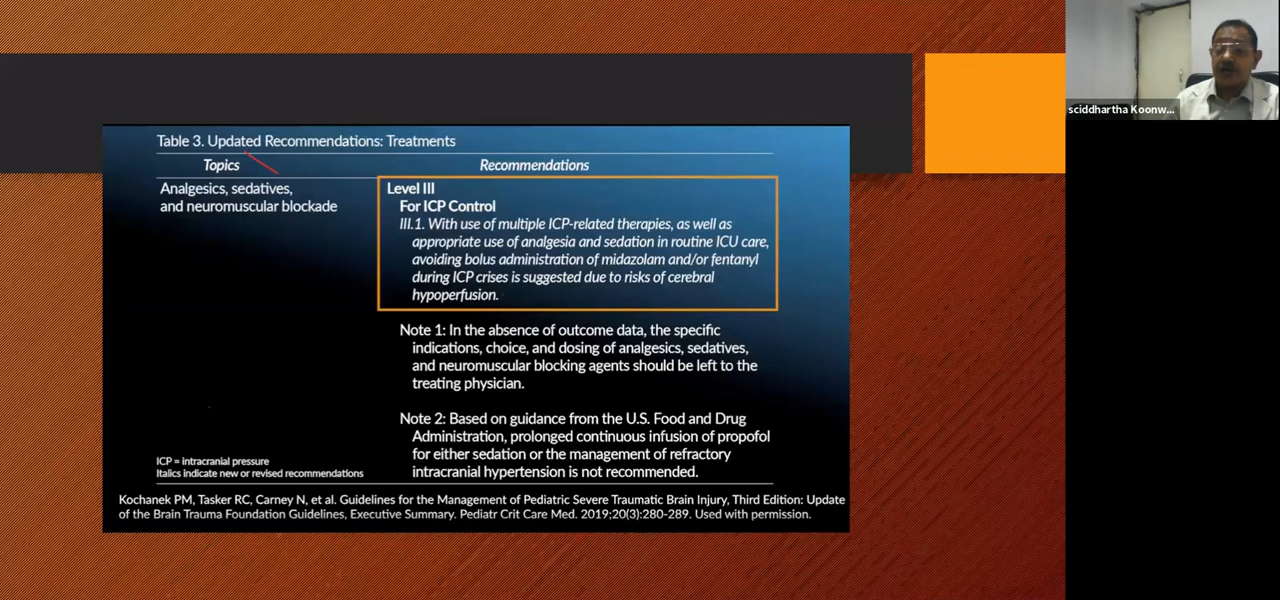 Table 3. Updated Recommendations: Treatments
Topics
Recommendations
Analgesics, sedatives,
and neuromuscular blockade
Level III
For ICP Control
III.1. With use of multiple ICP-related therapies, as well as
appropriate use of analgesia and sedation in routine ICU care,
avoiding bolus administration of midazolam and/or fentanyl
during ICP crises is suggested due to risks of cerebral
hypoperfusion.
Note 1: In the absence of outcome data, the specific
indications, choice, and dosing of analgesics, sedatives,
and neuromuscular blocking agents should be left to the
treating physician.
Note 2: Based on guidance from the U.S. Food and Drug
Administration, prolonged continuous infusion of propofol
for either sedation or the management of refractory
intracranial hypertension is not recommended.
ICP = intracranial pressure
Italics indicate new or revised recommendations
Kochanek PM, Tasker RC, Carney N, et al. Guidelines for the Management of Pediatric Severe Traumatic Brain Injury, Third Edition: Update
of the Brain Trauma Foundation Guidelines, Executive Summary. Pediatr Crit Care Med. 2019;20(3):280-289. Used with permission.
sciddhartha Koonw...